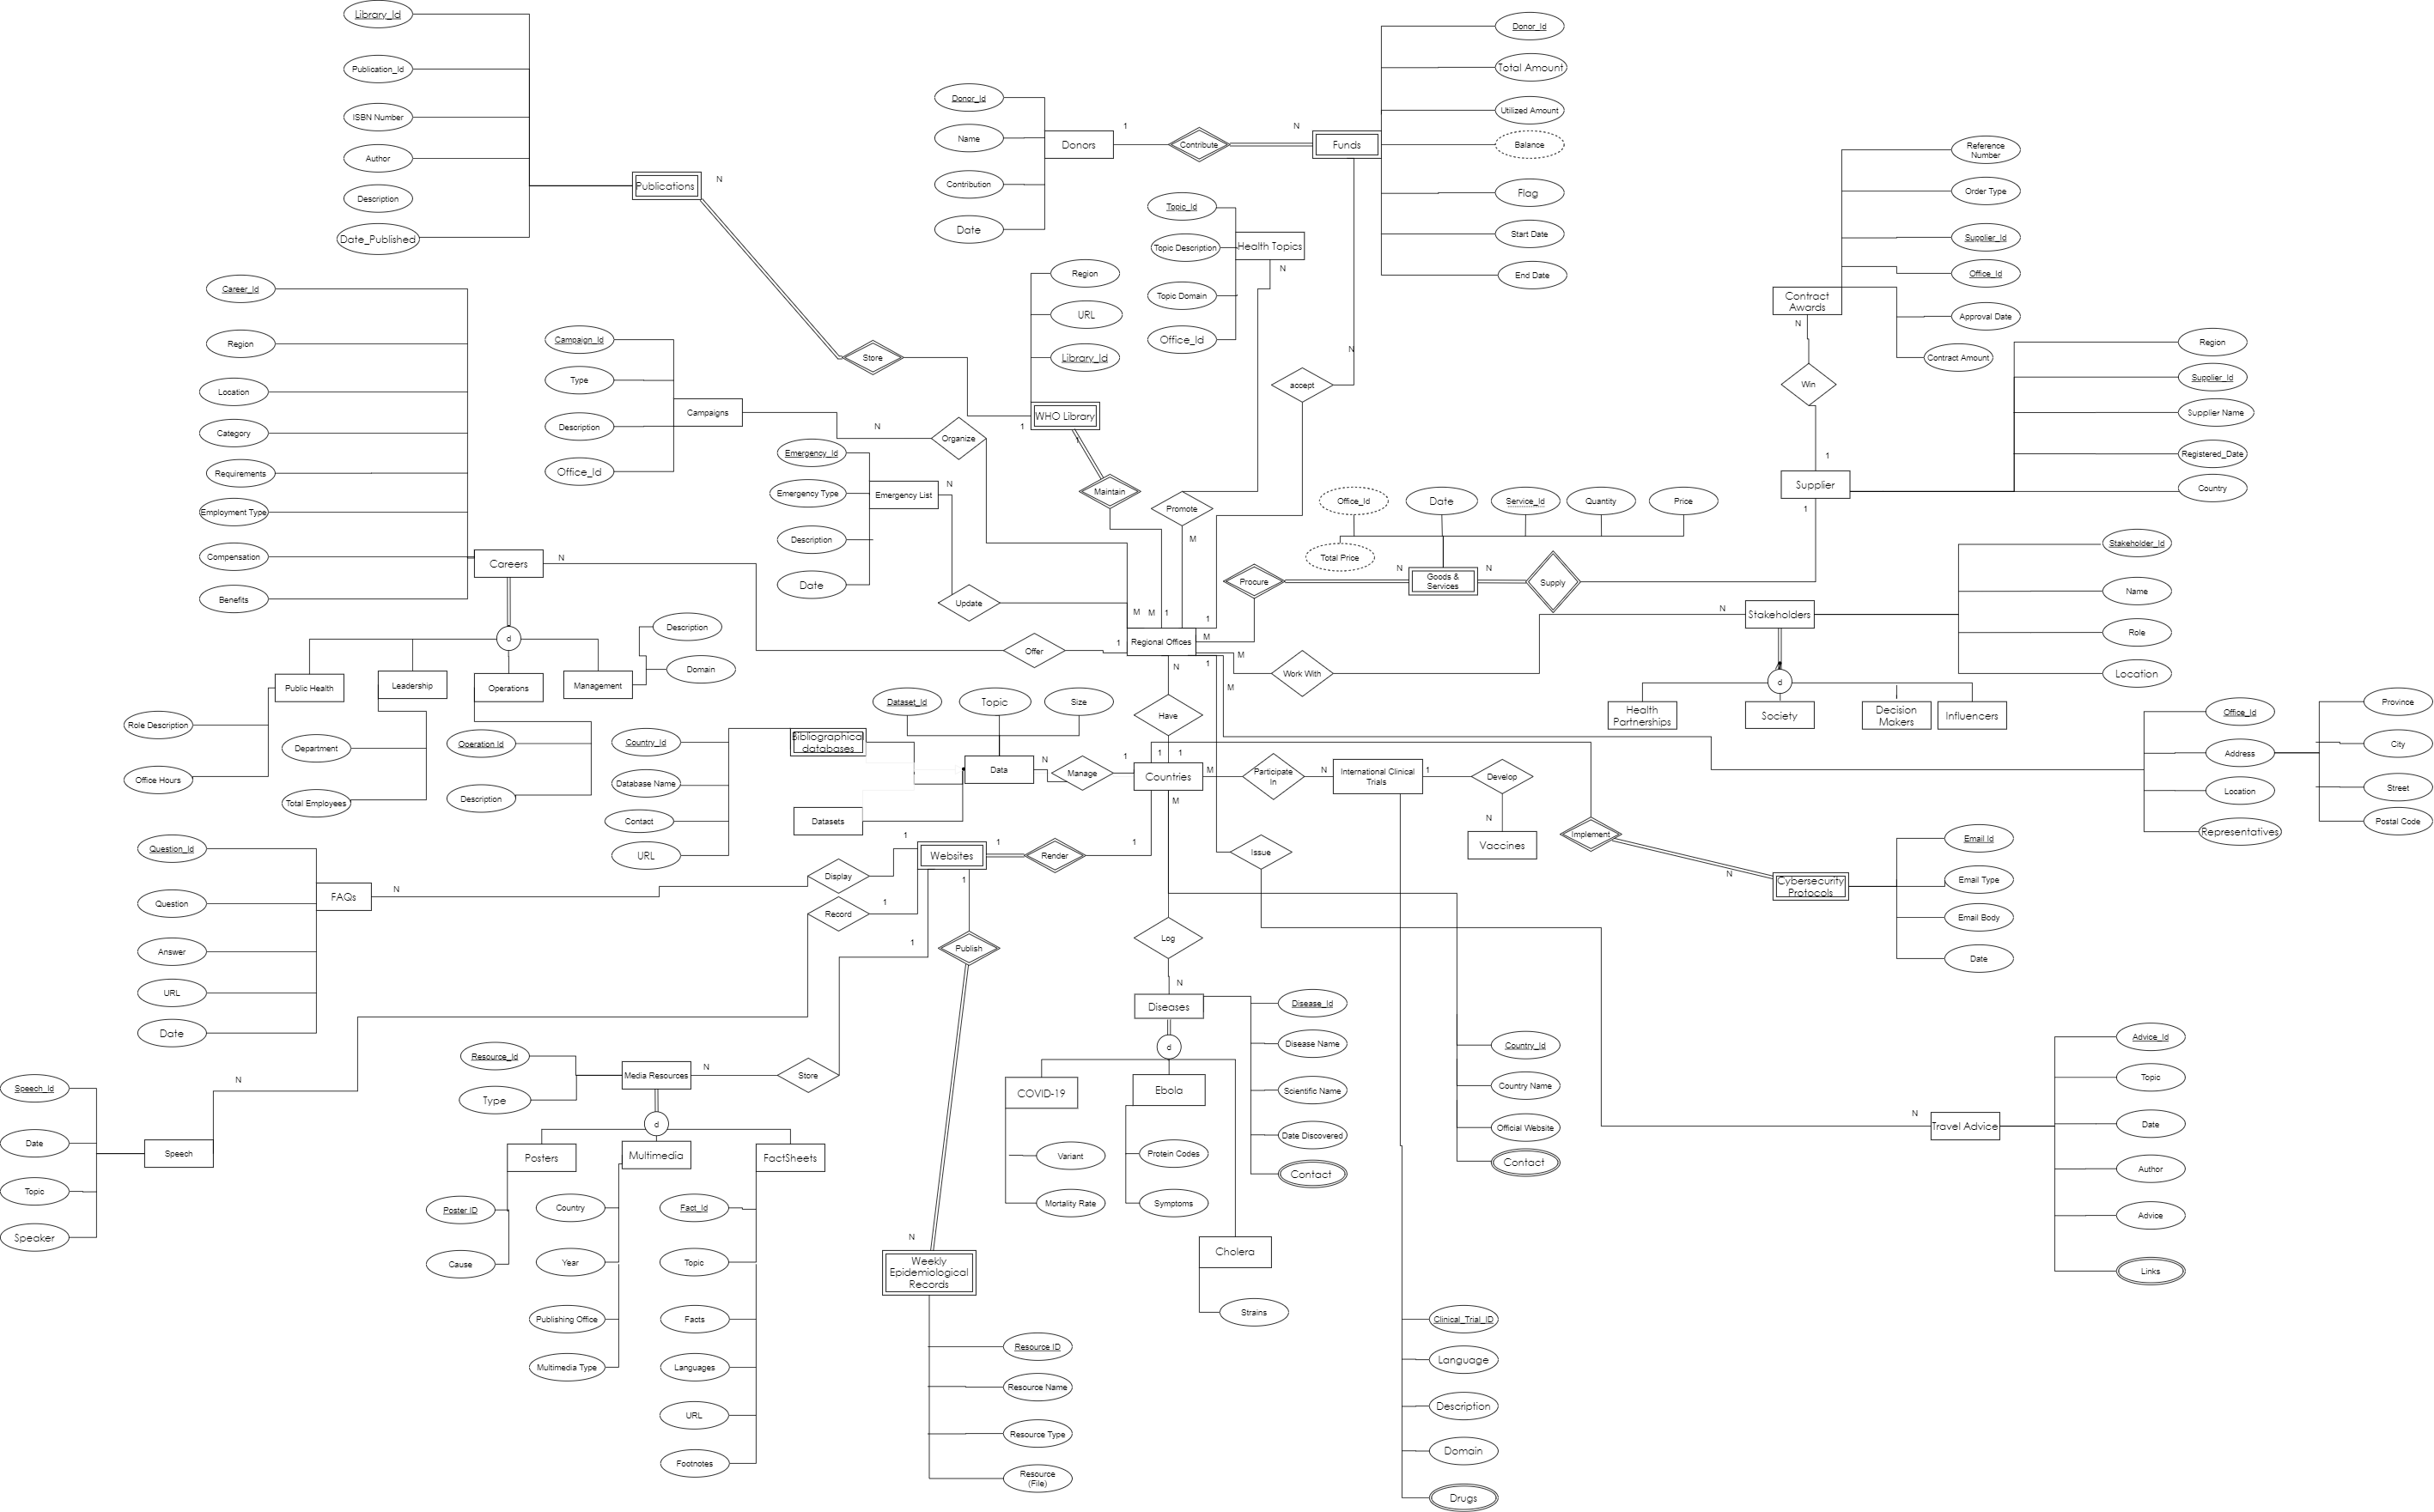 Library_Id
Publication_Id
ISBN Number
Author
Description
Date_Published
Publications
N
Donor_Id
Name
Contribution
Date
Donors
1
Contribute
N
Funds
Donor_Id
Total Amount
Utilized Amount
Balance
Flag
Start Date
End Date
Topic_Id
Topic Description
Topic Domain
Office_Id
Health Topics
N
N
accept
Reference
Number
Order Type
Supplier_Id
Office_Id
Approval Date
Contract Amount
Contract
Awards
N
Win
1
Region
Supplier_Id
Supplier Name
Registered_Date
Country
Supplier
1
Career_Id
Region
Location
Category
Requirements
Employment Type
Compensation
Benefits
Careers
N
Campaign_Id
Type
Description
Office_Id
Campaigns
N
Organize
Store
Region
URL
Library_Id
WHO Library
1
1
Maintain
Emergency_Id
Emergency Type
Description
Date
Emergency List
N
Update
Promote
M
Office_Id
Date
Service_Id
Quantity
Price
Total Price
Procure
N
Goods &
Services
N
Supply
M
M
1
1
Regional Offices
M
M
1
M
N
1
Offer
Work With
N
Stakeholders
Stakeholder_Id
Name
Role
Location
d
Health
Partnerships
Society
Decision
Makers
Influencers
d
Public Health
Leadership
Operations
Management
Description
Domain
Role Description
Office Hours
Department
Total Employees
Operation Id
Description
Country_Id
Database Name
Contact
URL
Bibliographical
databases
Datasets
Dataset_Id
Topic
Size
Data
N
Manage
1
Have
1
1
Countries
M
M
Participate
In
N
International Clinical
Trials
1
Develop
N
Vaccines
Office_Id
Address
Location
Representatives
Province
City
Street
Postal Code
Implement
N
Cybersecurity
Protocols
Email Id
Email Type
Email Body
Date
Question_Id
Question
Answer
URL
Date
FAQs
N
Display
1
Record
1
Websites
1
Render
1
1
1
Publish
Issue
Log
N
Diseases
d
Disease_Id
Disease Name
Scientific Name
Date Discovered
Contact
COVID-19
Variant
Mortality Rate
Ebola
Protein Codes
Symptoms
Cholera
Strains
Country_Id
Country Name
Official Website
Contact
N
Travel Advice
Advice_Id
Topic
Date
Author
Advice
Links
Speech_Id
Date
Topic
Speaker
Speech
N
Resource_Id
Type
Media Resources
N
Store
d
Posters
Multimedia
FactSheets
Poster ID
Cause
Country
Year
Publishing Office
Multimedia Type
Fact_Id
Topic
Facts
Languages
URL
Footnotes
N
Weekly
Epidemiological
Records
Resource ID
Resource Name
Resource Type
Resource
(File)
Clinical_Trial_ID
Language
Description
Domain
Drugs